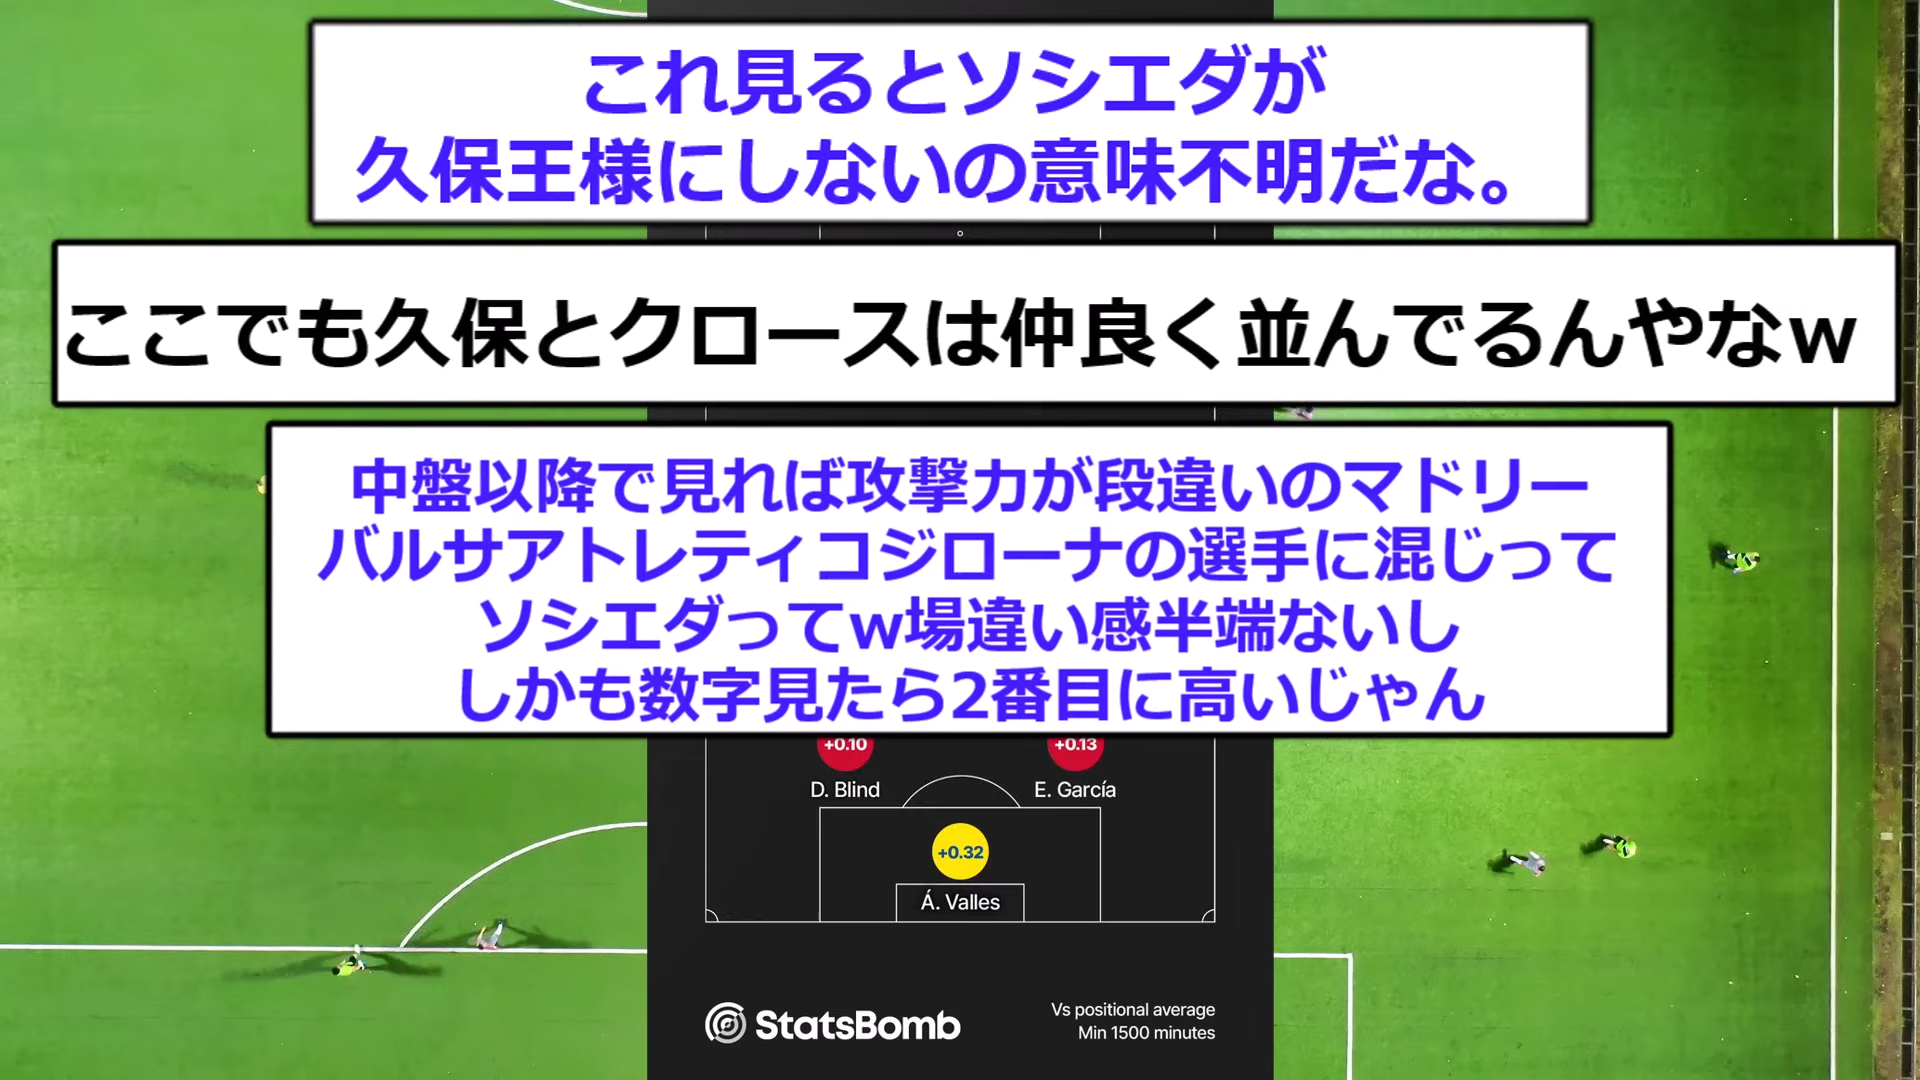 これ見るとソシエダが
久保王様にしないの意味不明だな。
ここでも久保とクロースは仲良く並んでるんやなw
中盤以降で見れば攻撃力が段違いのマドリー
バルサアトレティコジローナの選手に混じって
ソシエダってw場違い感半端ないし
しかも数字見たら2番目に高いじゃん
+0.10
+0.13
D. Blind
E. García
+0.32
Á. Valles
StatsBomb
Vs positional average
Min 1500 minutes